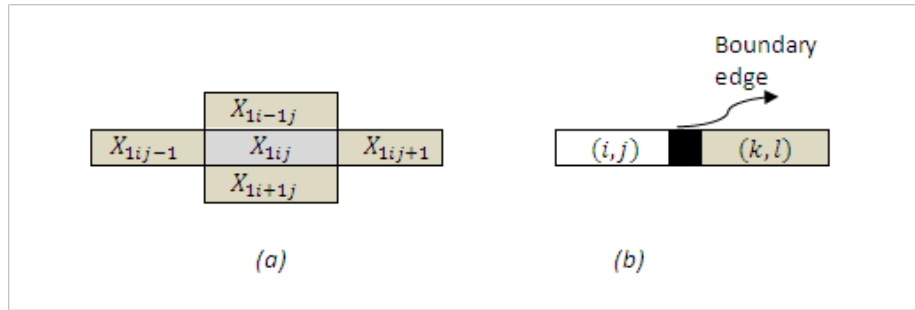 Boundary
edge
X₁ᵢ₋₁ⱼ
X₁ᵢⱼ₋₁ X₁ᵢⱼ X₁ᵢⱼ₊₁
X₁ᵢ₊₁ⱼ
(i,j) (k,l)
(a) (b)